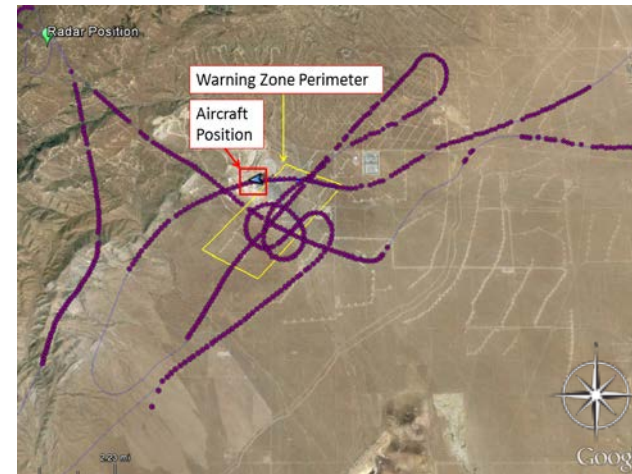 Radar Position
Warning Zone Perimeter
Aircraft
Position
Goog